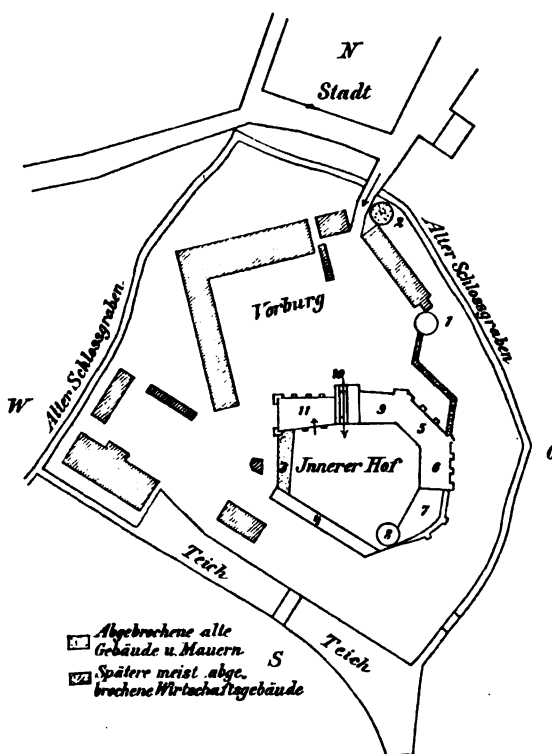 N
Stadt
2
Alter Schlossgraben
1
Vorburg
Alter Schlossgraben
W
10
11
9
5
O
3
Innerer Hof
6
7
4
8
Teich
Teich
S
Abgebrochene alte
Gebäude u. Mauern
Spätere meist abge.
brochene Wirtschaftsgebäude